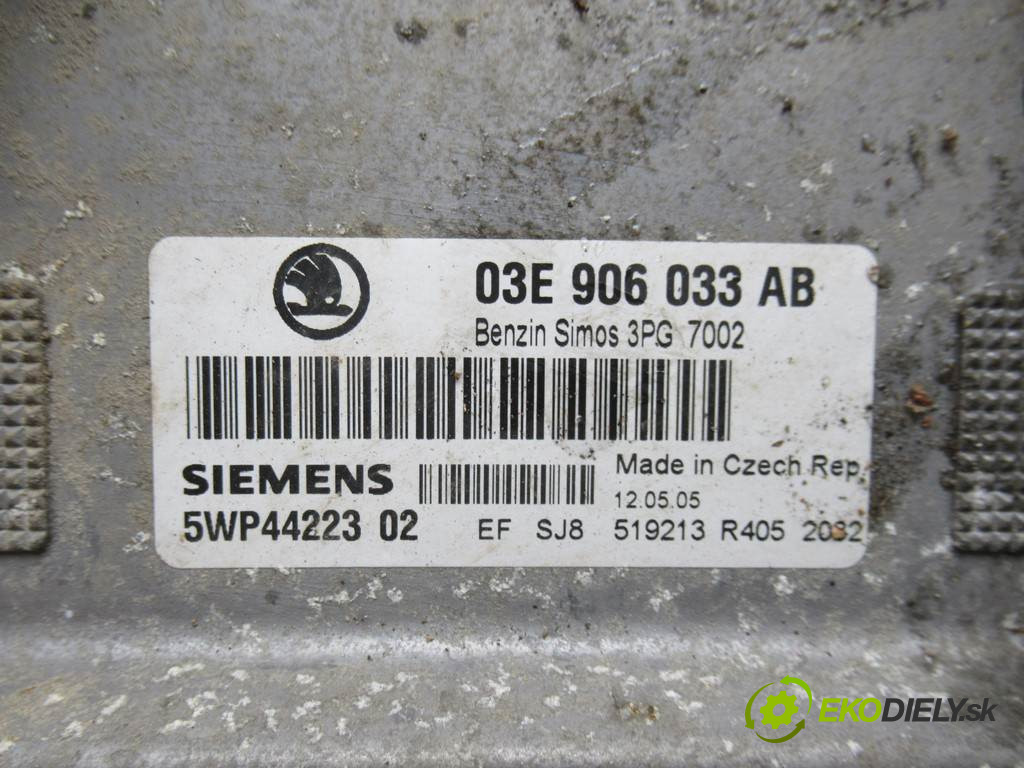 03E 906 033 AB
Benzin Simos 3PG 7002
SIEMENS
Made in Czech Rep.
12.05.05
5WP44223 02
EF SJ8 519213 R405 2032
EKODIELY.sk